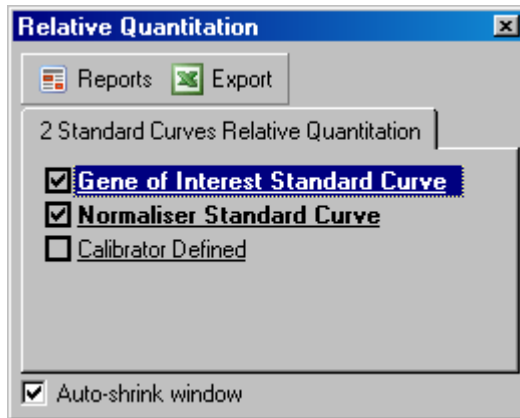 Relative Quantitation
Reports Export
2 Standard Curves Relative Quantitation
Gene of Interest Standard Curve
Normaliser Standard Curve
Calibrator Defined
Auto-shrink window